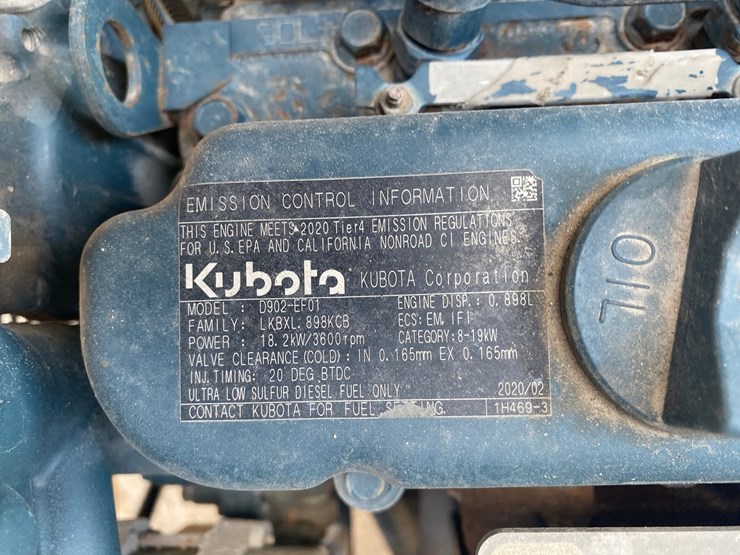 EMISSION CONTROL INFORMATION
THIS ENGINE MEETS 2020 Tier4 EMISSION REGULATIONS
FOR U.S. EPA AND CALIFORNIA NONROAD CI ENGINES.
Kubota KUBOTA Corporation
MODEL : D902-EF01 ENGINE DISP.: 0.898L
FAMILY : LKBXL.898KCB ECS: EM, IFI
POWER : 18.2kW/3600rpm CATEGORY: 8-19kW
VALVE CLEARANCE (COLD) : IN 0.165mm EX 0.165mm
INJ. TIMING: 20 DEG BTDC
ULTRA LOW SULFUR DIESEL FUEL ONLY 2020/02
CONTACT KUBOTA FOR FUEL 1H469-3
OIL